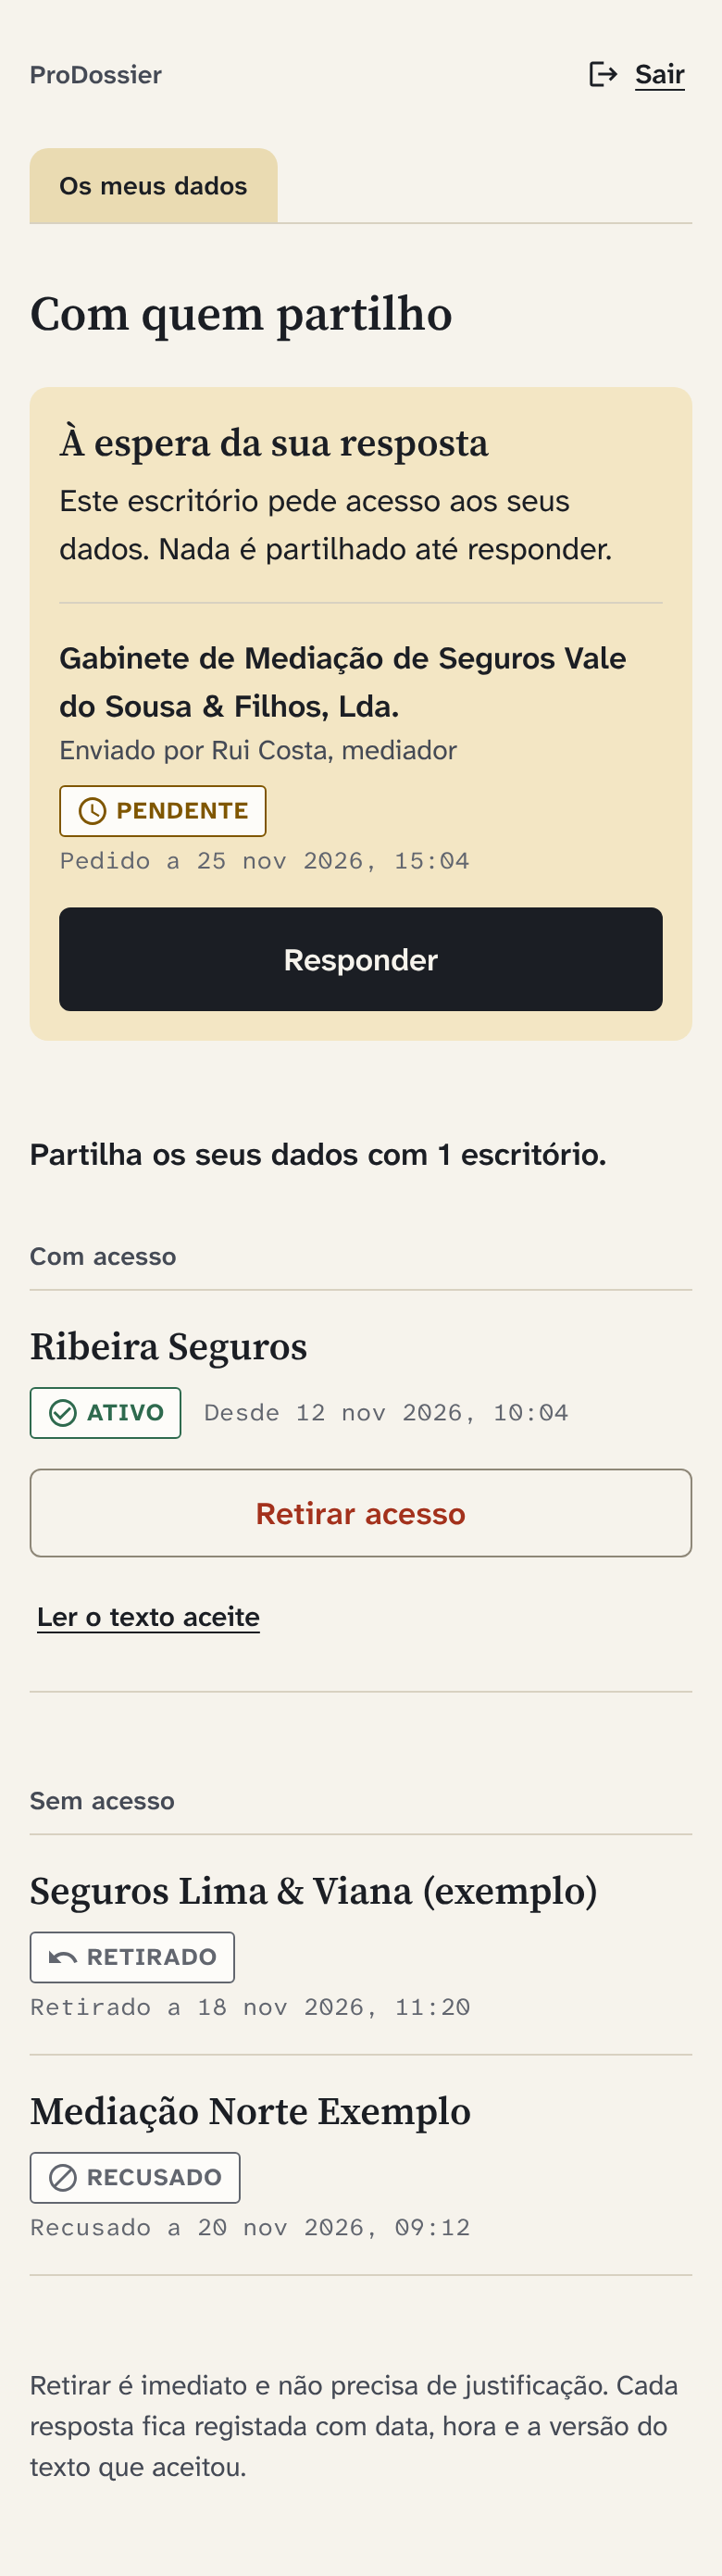 ProDossier
Sair
Os meus dados
Com quem partilho
À espera da sua resposta
Este escritório pede acesso aos seus
dados. Nada é partilhado até responder.
Gabinete de Mediação de Seguros Vale
do Sousa & Filhos, Lda.
Enviado por Rui Costa, mediador
PENDENTE
Pedido a 25 nov 2026, 15:04
Responder
Partilha os seus dados com 1 escritório.
Com acesso
Ribeira Seguros
ATIVO Desde 12 nov 2026, 10:04
Retirar acesso
Ler o texto aceite
Sem acesso
Seguros Lima & Viana (exemplo)
RETIRADO
Retirado a 18 nov 2026, 11:20
Mediação Norte Exemplo
RECUSADO
Recusado a 20 nov 2026, 09:12
Retirar é imediato e não precisa de justificação. Cada
resposta fica registada com data, hora e a versão do
texto que aceitou.